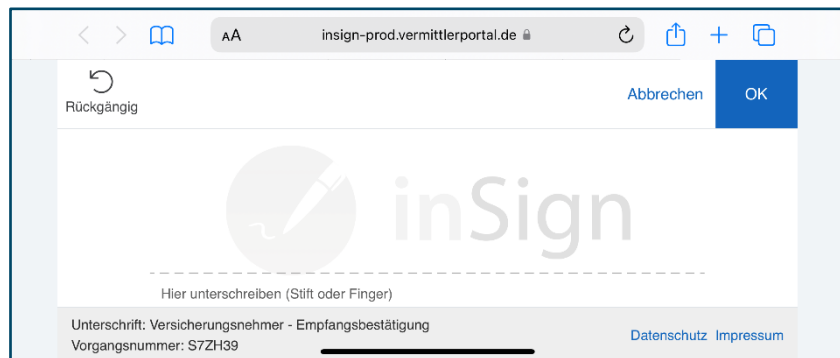 AA insign-prod.vermittlerportal.de
Rückgängig Abbrechen OK
inSign
Hier unterschreiben (Stift oder Finger)
Unterschrift: Versicherungsnehmer - Empfangsbestätigung
Vorgangsnummer: S7ZH39
Datenschutz Impressum